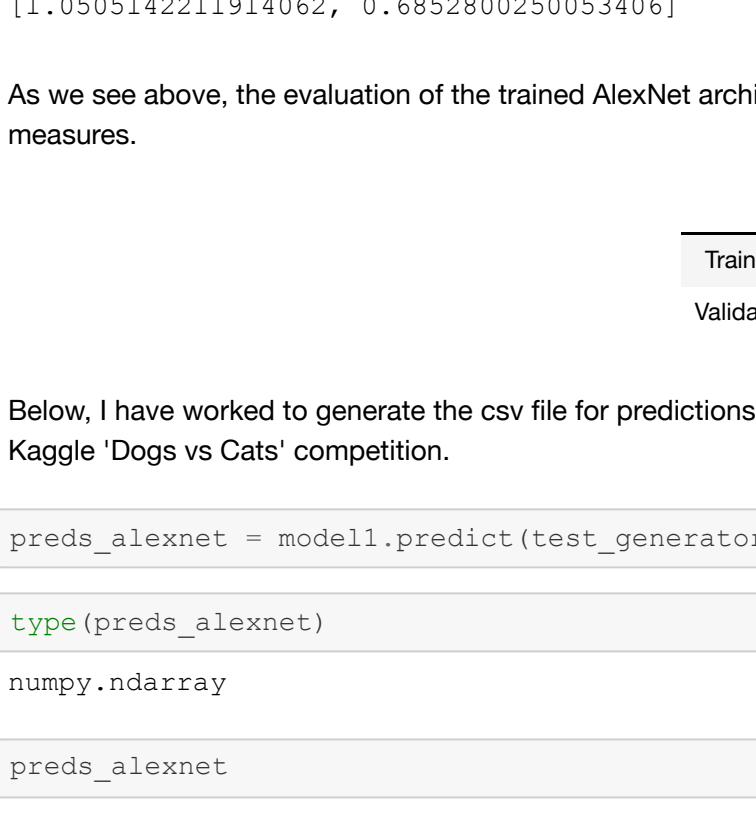 [1.0505142211914062, 0.6852800250053406]
As we see above, the evaluation of the trained AlexNet archi
measures.
Train
Valida
Below, I have worked to generate the csv file for predictions
Kaggle 'Dogs vs Cats' competition.
preds_alexnet = model1.predict(test_generator
type(preds_alexnet)
numpy.ndarray
preds_alexnet